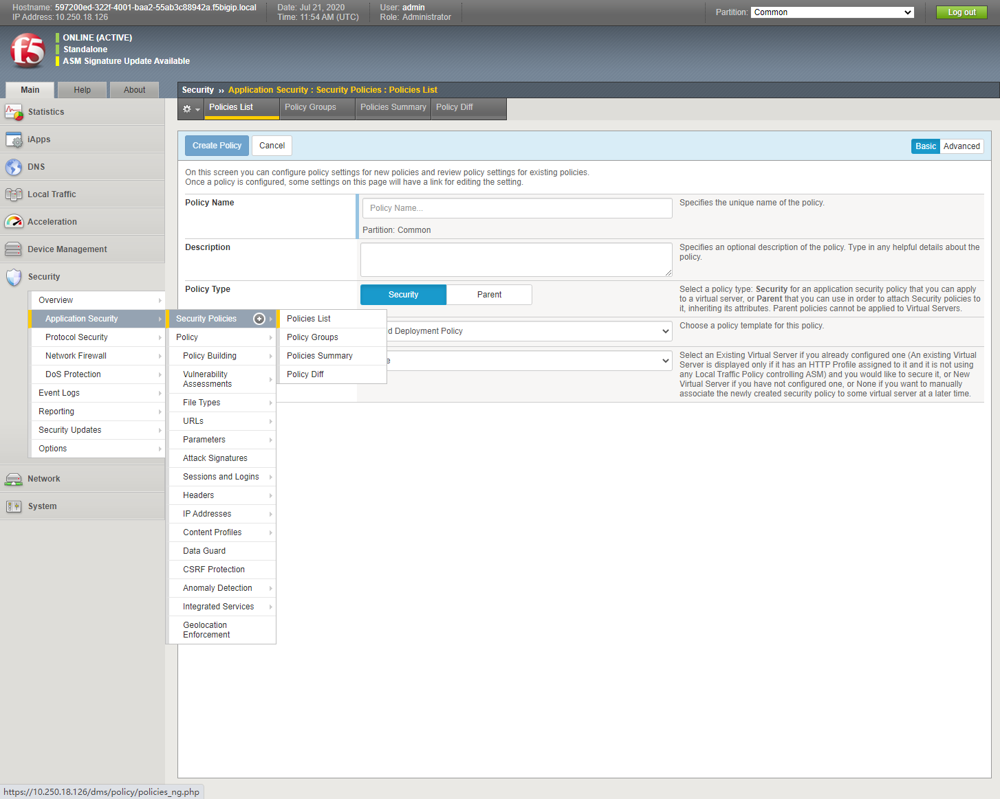 Hostname: 597200ed-322f-4001-baa2-55ab3c88942a.f5bigip.local
IP Address: 10.250.18.126
Date: Jul 21, 2020
Time: 11:54 AM (UTC)
User: admin
Role: Administrator
Partition: Common
Log out
f5
ONLINE (ACTIVE)
Standalone
ASM Signature Update Available
Main
Help
About
Security ›› Application Security : Security Policies : Policies List
Policies List
Policy Groups
Policies Summary
Policy Diff
Statistics
iApps
DNS
Local Traffic
Acceleration
Device Management
Security
Overview
Application Security
Protocol Security
Network Firewall
DoS Protection
Event Logs
Reporting
Security Updates
Options
Network
System
Security Policies
Policy
Policy Building
Vulnerability
Assessments
File Types
URLs
Parameters
Attack Signatures
Sessions and Logins
Headers
IP Addresses
Content Profiles
Data Guard
CSRF Protection
Anomaly Detection
Integrated Services
Geolocation
Enforcement
Policies List
Policy Groups
Policies Summary
Policy Diff
Create Policy
Cancel
Basic
Advanced
On this screen you can configure policy settings for new policies and review policy settings for existing policies.
Once a policy is configured, some settings on this page will have a link for editing the setting.
Policy Name
Policy Name...
Partition: Common
Specifies the unique name of the policy.
Description
Specifies an optional description of the policy. Type in any helpful details about the
policy.
Policy Type
Security
Parent
Select a policy type: Security for an application security policy that you can apply
to a virtual server, or Parent that you can use in order to attach Security policies to
it, inheriting its attributes. Parent policies cannot be applied to Virtual Servers.
d Deployment Policy
Choose a policy template for this policy.
e
Select an Existing Virtual Server if you already configured one (An existing Virtual
Server is displayed only if it has an HTTP Profile assigned to it and it is not using
any Local Traffic Policy controlling ASM) and you would like to secure it, or New
Virtual Server if you have not configured one, or None if you want to manually
associate the newly created security policy to some virtual server at a later time.
https://10.250.18.126/dms/policy/policies_ng.php